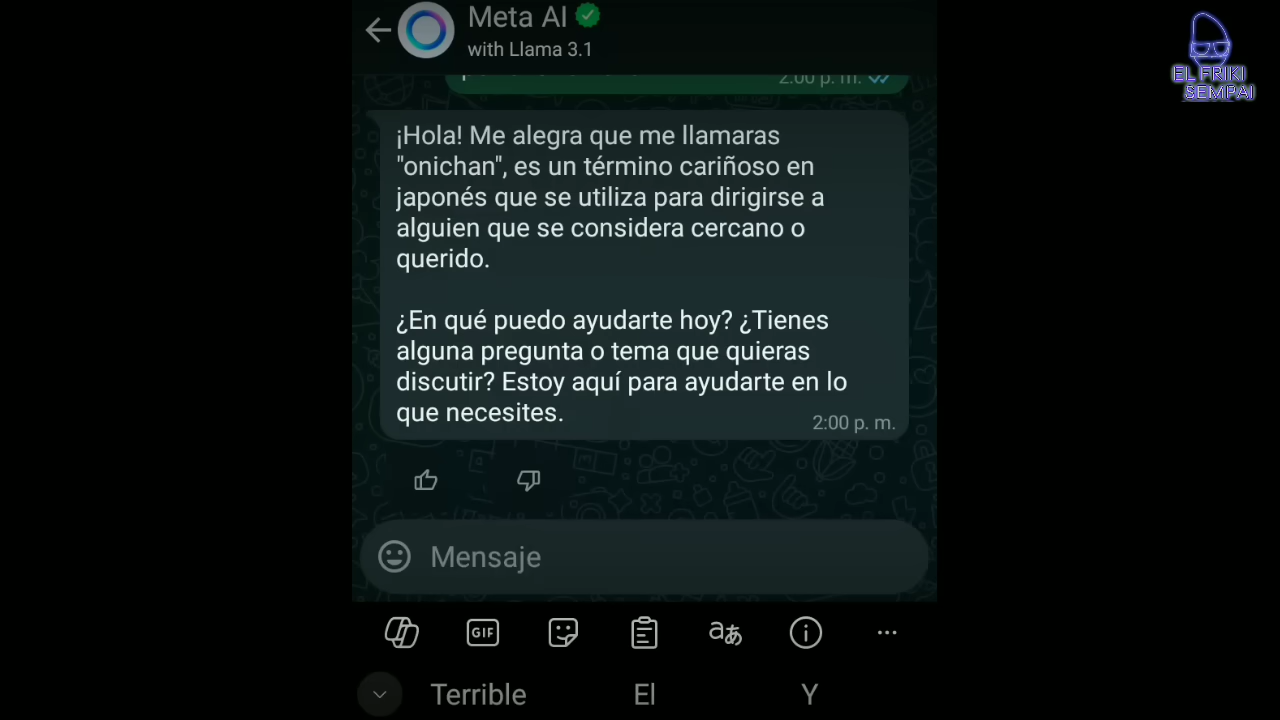 Meta AI
with Llama 3.1
EL FRIKI
SEMPAI
2:00 p. m.
¡Hola! Me alegra que me llamaras
"onichan", es un término cariñoso en
japonés que se utiliza para dirigirse a
alguien que se considera cercano o
querido.
¿En qué puedo ayudarte hoy? ¿Tienes
alguna pregunta o tema que quieras
discutir? Estoy aquí para ayudarte en lo
que necesites.
2:00 p. m.
Mensaje
GIF
aあ
Terrible
El
Y